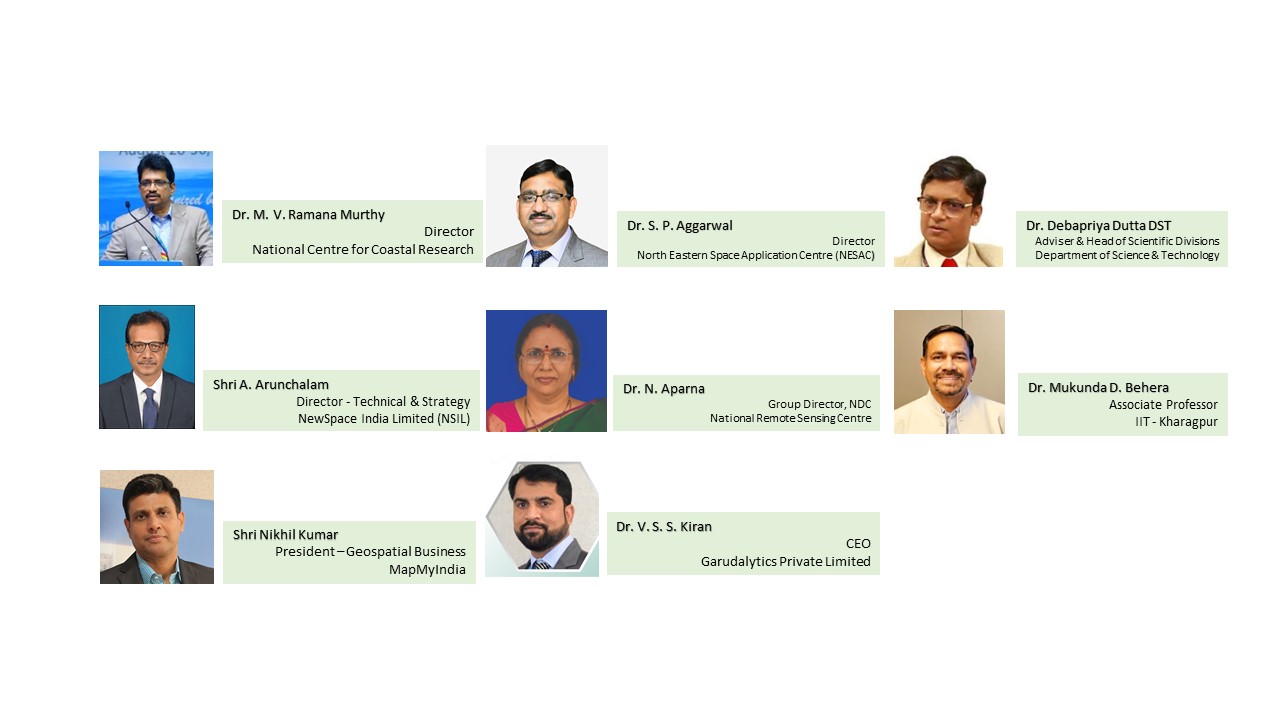 August 28-30,
Dr. M. V. Ramana Murthy
Director
National Centre for Coastal Research
Dr. S. P. Aggarwal
Director
North Eastern Space Application Centre (NESAC)
Dr. Debapriya Dutta DST
Adviser & Head of Scientific Divisions
Department of Science & Technology
Shri A. Arunchalam
Director - Technical & Strategy
NewSpace India Limited (NSIL)
Dr. N. Aparna
Group Director, NDC
National Remote Sensing Centre
Dr. Mukunda D. Behera
Associate Professor
IIT - Kharagpur
Shri Nikhil Kumar
President – Geospatial Business
MapMyIndia
Dr. V. S. S. Kiran
CEO
Garudalytics Private Limited